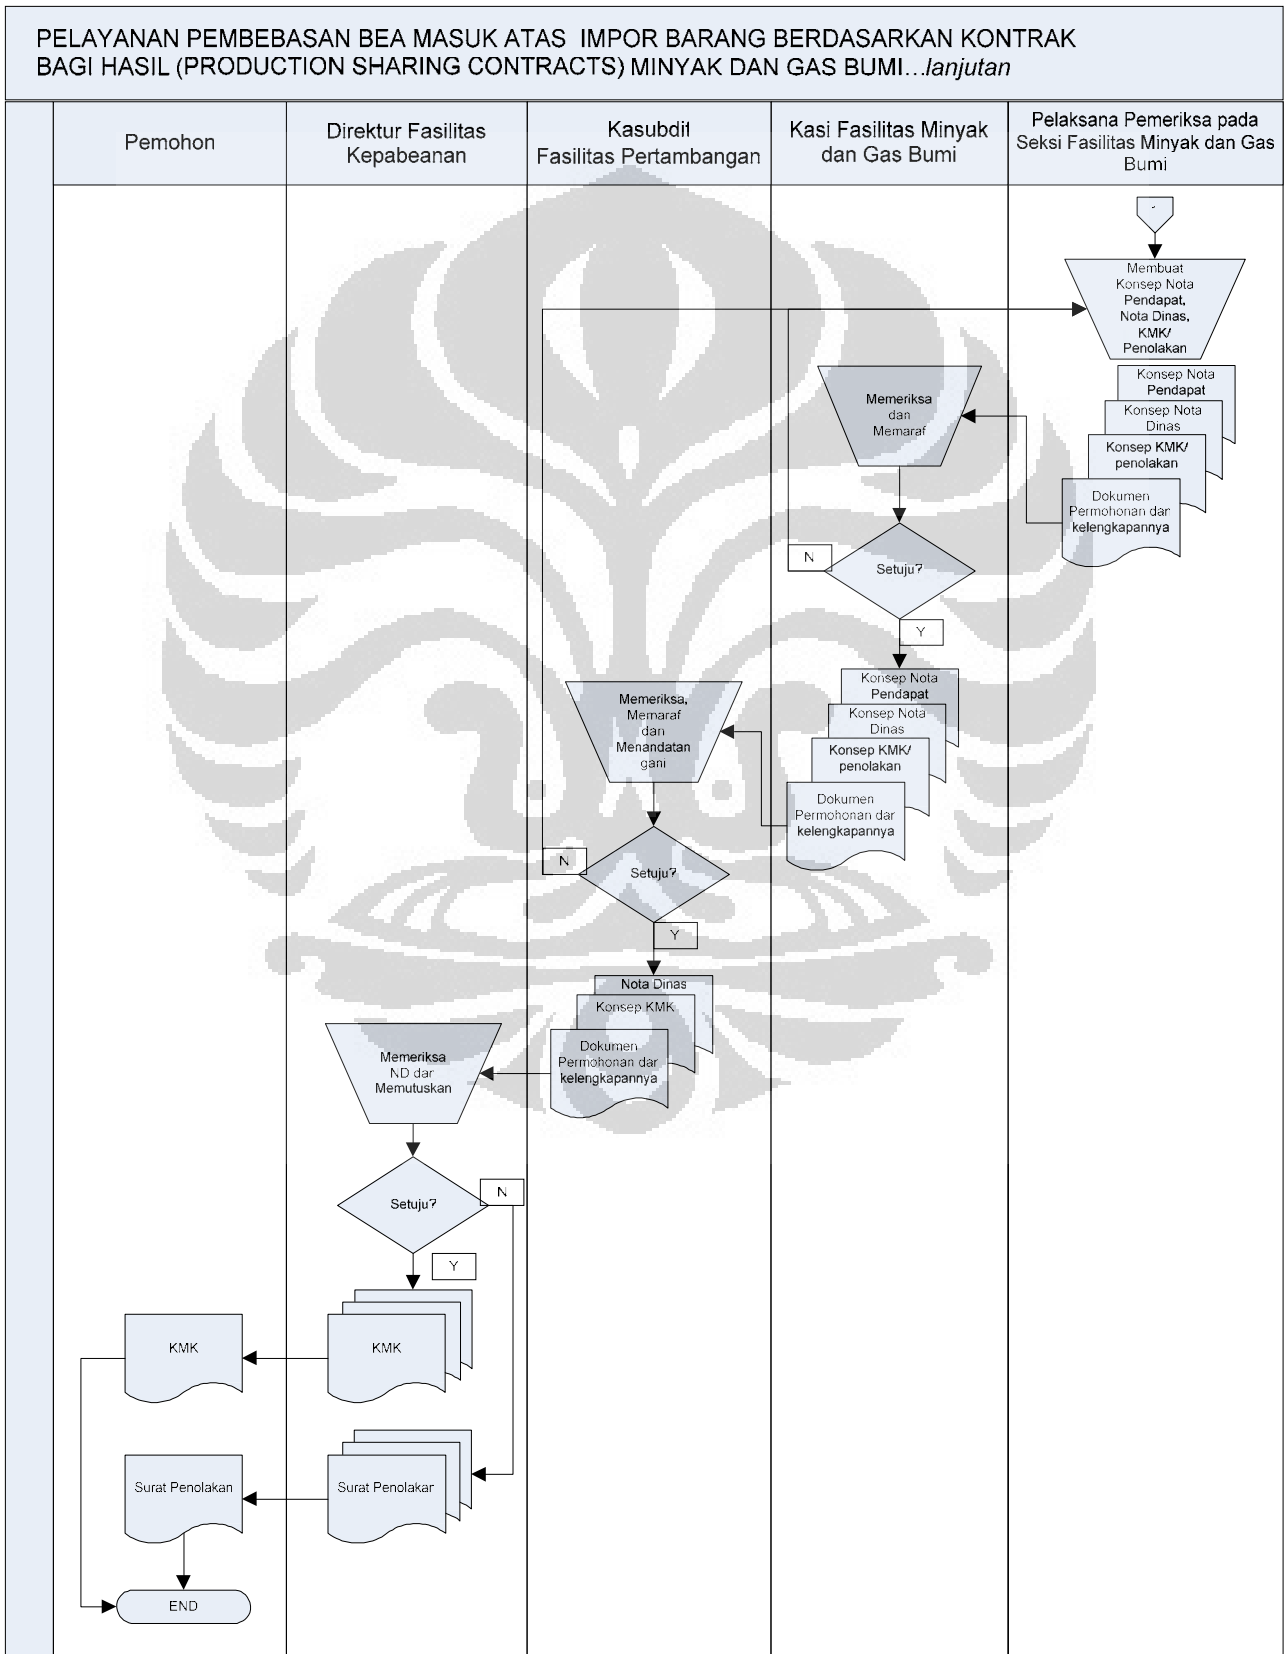 PELAYANAN PEMBEBASAN BEA MASUK ATAS IMPOR BARANG BERDASARKAN KONTRAK
BAGI HASIL (PRODUCTION SHARING CONTRACTS) MINYAK DAN GAS BUMI...lanjutan
Pemohon
Direktur Fasilitas
Kepabeanan
Kasubdit
Fasilitas Pertambangan
Kasi Fasilitas Minyak
dan Gas Bumi
Pelaksana Pemeriksa pada
Seksi Fasilitas Minyak dan Gas
Bumi
Membuat
Konsep Nota
Pendapat,
Nota Dinas,
KMK/
Penolakan
Konsep Nota
Pendapat
Konsep Nota
Dinas
Konsep KMK/
penolakan
Dokumen
Permohonan dan
kelengkapannya
Memeriksa
dan
Memaraf
Setuju?
N
Y
Konsep Nota
Pendapat
Konsep Nota
Dinas
Konsep KMK/
penolakan
Dokumen
Permohonan dar
kelengkapannya
Memeriksa,
Memaraf
dan
Menandatan
gani
Setuju?
N
Y
Nota Dinas
Konsep KMK
Dokumen
Permohonan dar
kelengkapannya
Memeriksa
ND dar
Memutuskan
Setuju?
N
Y
KMK
KMK
Surat Penolakan
Surat Penolakar
END